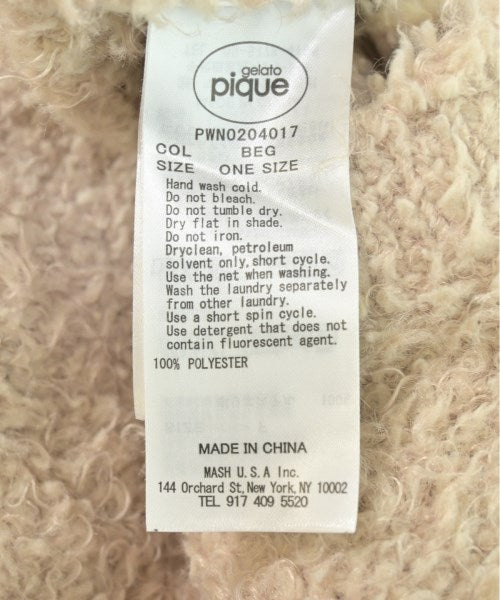 gelato
pique
PWNO204017
COL BEG
SIZE ONE SIZE
Hand wash cold.
Do not bleach.
Do not tumble dry.
Dry flat in shade.
Do not iron.
Dryclean, petroleum
solvent only, short cycle.
Use the net when washing.
Wash the laundry separately
from other laundry.
Use a short spin cycle.
Use detergent that does not
contain fluorescent agent.
100% POLYESTER
MADE IN CHINA
MASH U.S.A Inc.
144 Orchard St, New York, NY 10002
TEL 917 409 5520